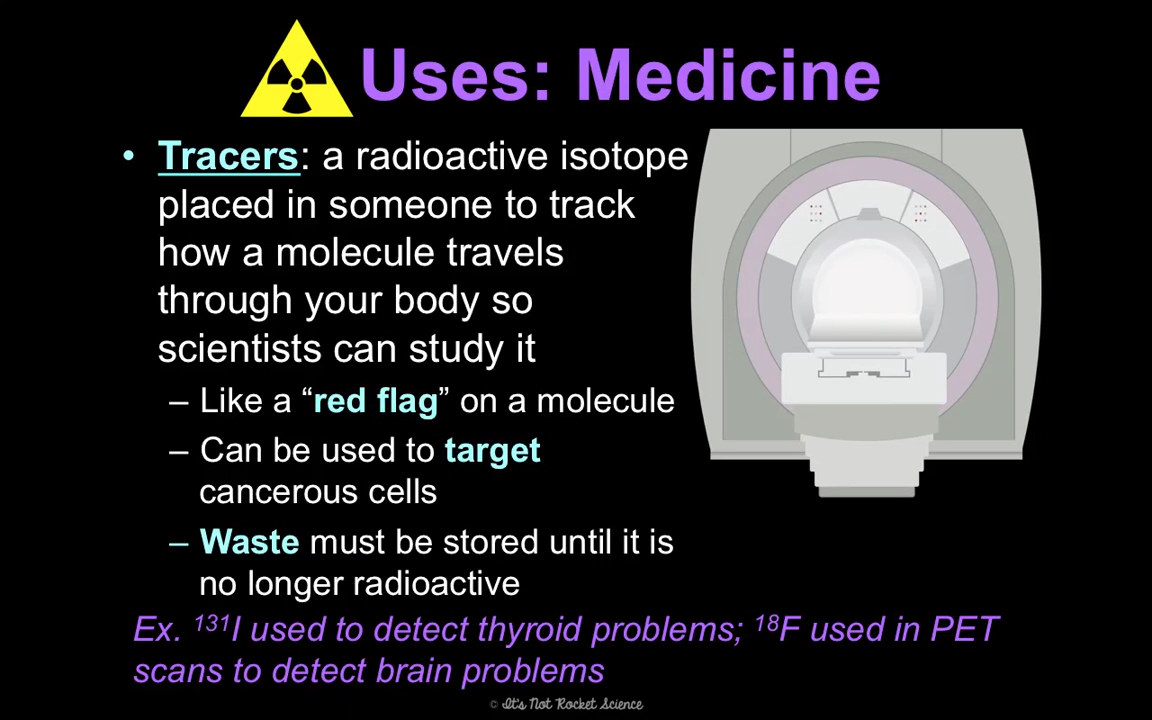 Uses: Medicine
• Tracers: a radioactive isotope
placed in someone to track
how a molecule travels
through your body so
scientists can study it
– Like a “red flag” on a molecule
– Can be used to target
cancerous cells
– Waste must be stored until it is
no longer radioactive
Ex. ¹³¹I used to detect thyroid problems; ¹⁸F used in PET
scans to detect brain problems
© It's Not Rocket Science